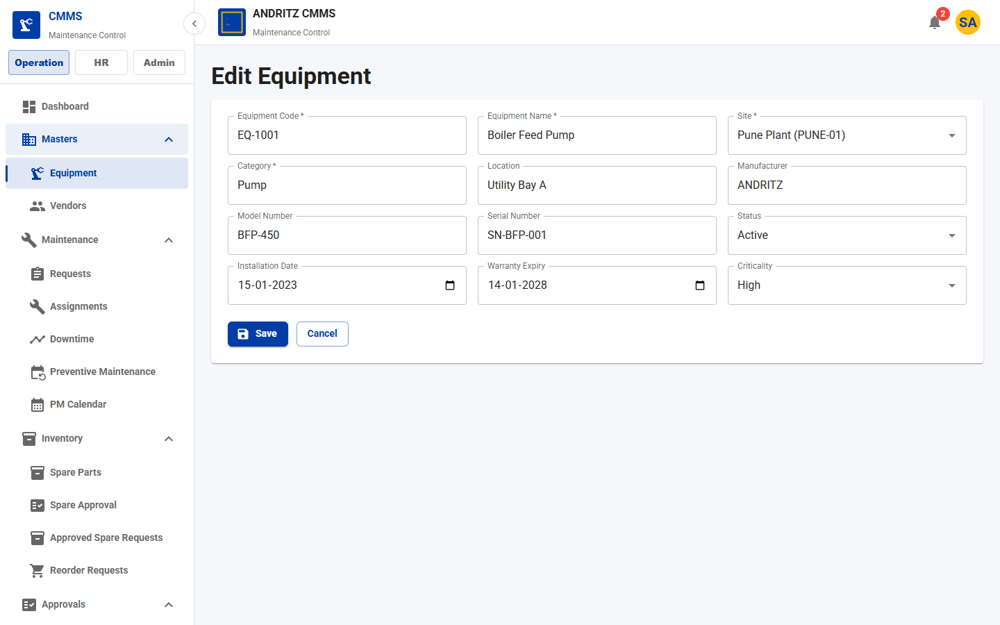 CMMS
Maintenance Control
Operation
HR
Admin
Dashboard
Masters
Equipment
Vendors
Maintenance
Requests
Assignments
Downtime
Preventive Maintenance
PM Calendar
Inventory
Spare Parts
Spare Approval
Approved Spare Requests
Reorder Requests
Approvals
ANDRITZ CMMS
Maintenance Control
2
SA
Edit Equipment
Equipment Code *
EQ-1001
Equipment Name *
Boiler Feed Pump
Site *
Pune Plant (PUNE-01)
Category *
Pump
Location
Utility Bay A
Manufacturer
ANDRITZ
Model Number
BFP-450
Serial Number
SN-BFP-001
Status
Active
Installation Date
15-01-2023
Warranty Expiry
14-01-2028
Criticality
High
Save
Cancel